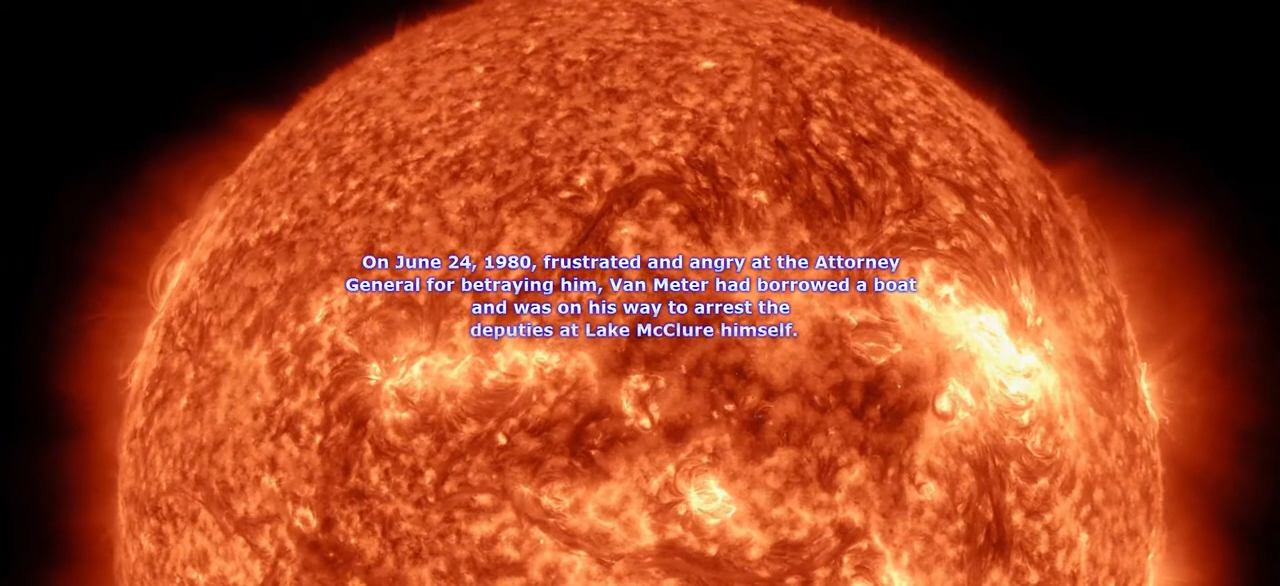 On June 24, 1980, frustrated and angry at the Attorney
General for betraying him, Van Meter had borrowed a boat
and was on his way to arrest the
deputies at Lake McClure himself.